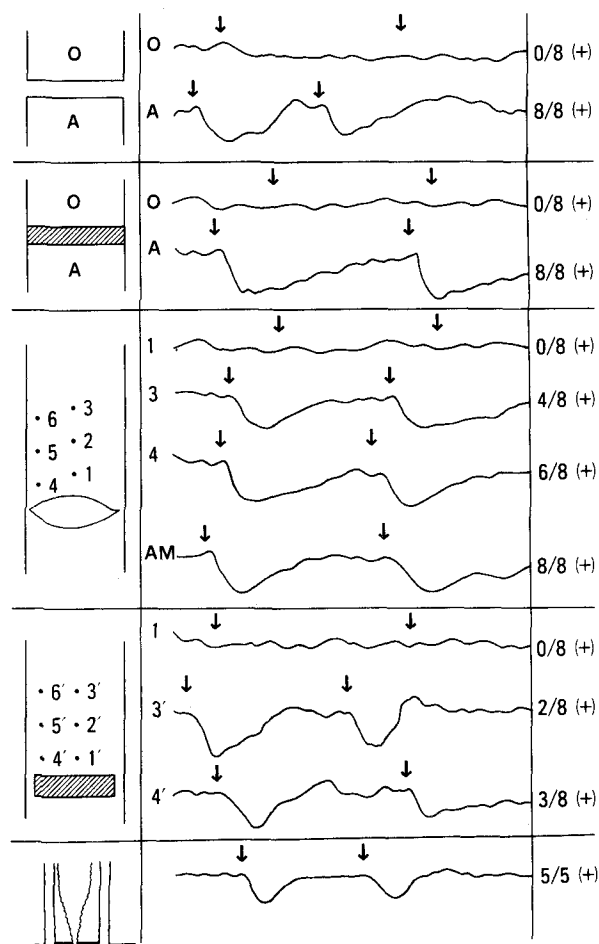 O
O
0/8 (+)
A
A
8/8 (+)
O
O
0/8 (+)
A
A
8/8 (+)
1
0/8 (+)
• 6 • 3
3
4/8 (+)
• 5 • 2
4
6/8 (+)
• 4 • 1
AM
8/8 (+)
1
0/8 (+)
• 6′ • 3′
3′
2/8 (+)
• 5′ • 2′
• 4′ • 1′
4′
3/8 (+)
5/5 (+)